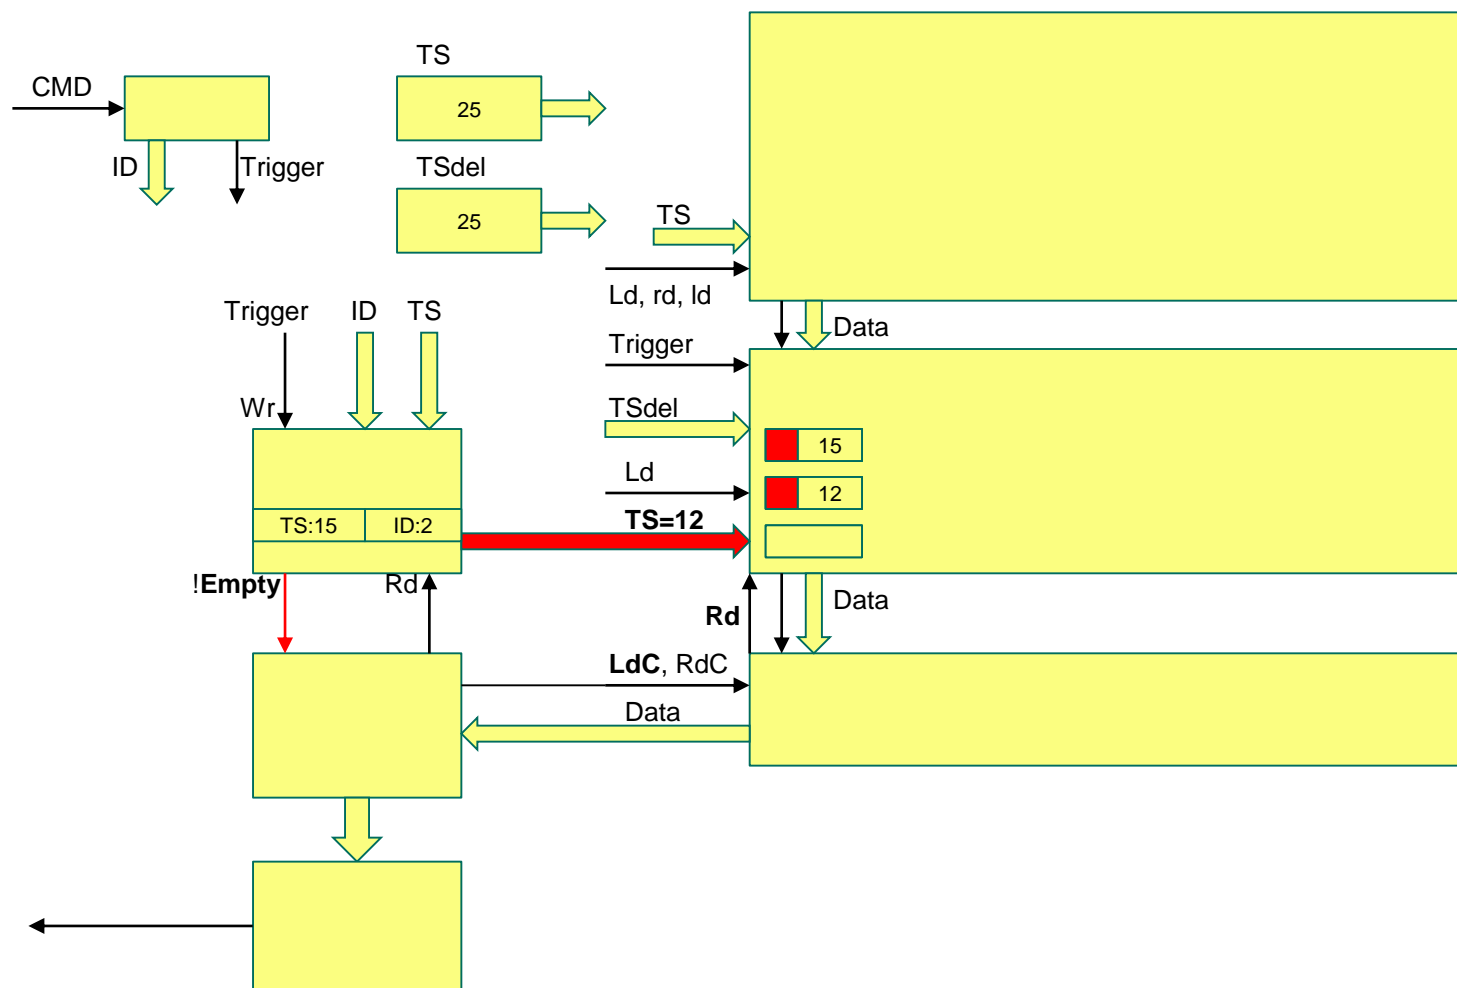 TS
CMD
25
ID
Trigger
TSdel
25
TS
Ld, rd, ld
Trigger
ID
TS
Data
Trigger
Wr
TSdel
15
Ld
12
TS:15
ID:2
TS=12
!Empty
Rd
Data
Rd
LdC, RdC
Data